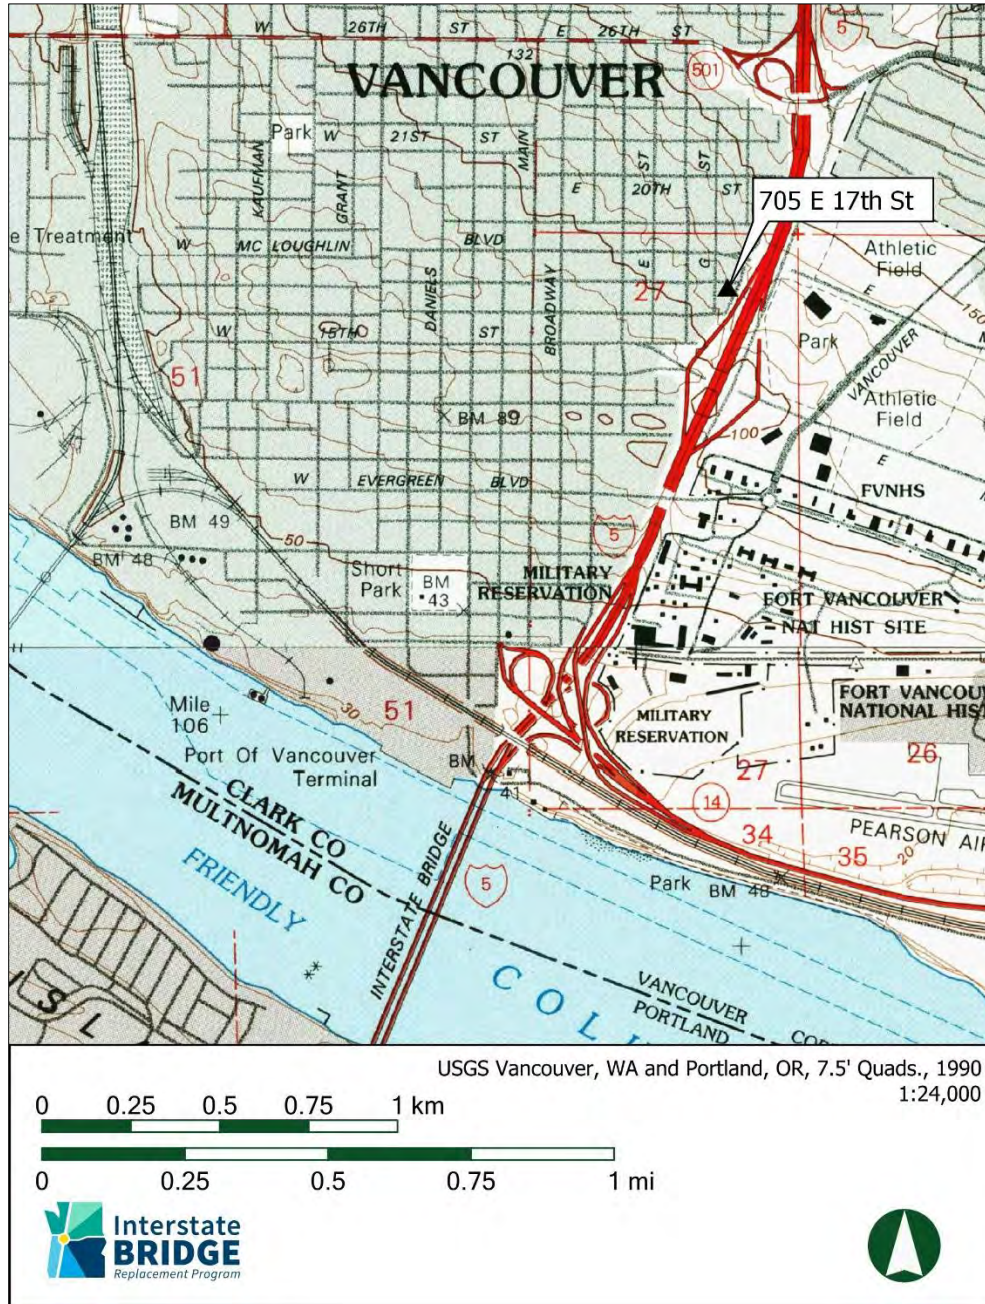 W 26TH ST E 26TH ST
5
132
501
VANCOUVER
Park
W 21ST ST
MAIN
KAUFMAN
GRANT
E 20TH ST
ST
ST
705 E 17th St
e Treatment
W MC LOUGHLIN BLVD
Athletic
Field
E
G
E
27
150
DANIELS
BROADWAY
W 15TH ST
Park
VANCOUVER
51
Athletic
Field
BM 89
100
E
W EVERGREEN BLVD
FVNHS
BM 49
5
50
BM 48
Short
Park
BM
43
MILITARY
RESERVATION
FORT VANCOUVER
NAT HIST SITE
Mile
106
30
51
MILITARY
RESERVATION
FORT VANCOU
NATIONAL HIST
Port Of Vancouver
Terminal
BM
41
27
26
14
CLARK CO
MULTNOMAH CO
34
35
PEARSON AIR
20
FRIENDLY
INTERSTATE BRIDGE
5
Park
BM 48
I S L
C O L
VANCOUVER
PORTLAND
COR
USGS Vancouver, WA and Portland, OR, 7.5' Quads., 1990
1:24,000
0 0.25 0.5 0.75 1 km
0 0.25 0.5 0.75 1 mi
Interstate
BRIDGE
Replacement Program